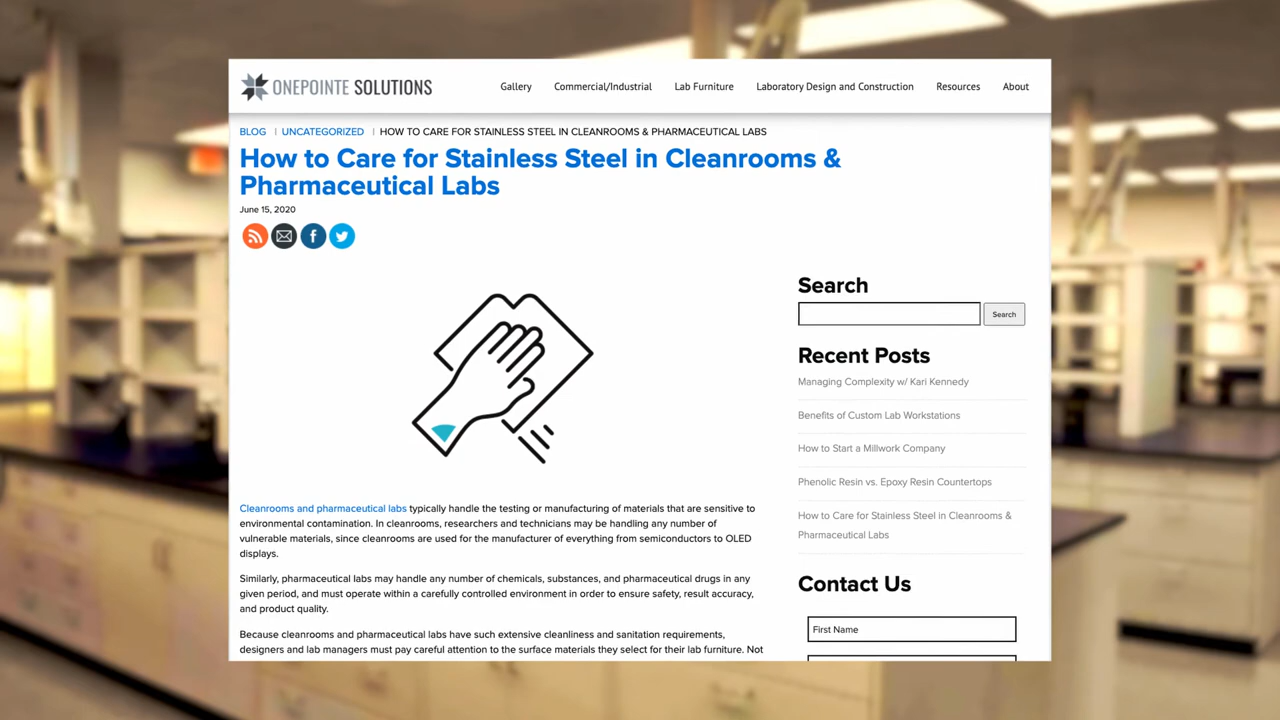 ONEPOINTE SOLUTIONS
Gallery
Commercial/Industrial
Lab Furniture
Laboratory Design and Construction
Resources
About
BLOG | UNCATEGORIZED | HOW TO CARE FOR STAINLESS STEEL IN CLEANROOMS & PHARMACEUTICAL LABS
How to Care for Stainless Steel in Cleanrooms &
Pharmaceutical Labs
June 15, 2020
Cleanrooms and pharmaceutical labs typically handle the testing or manufacturing of materials that are sensitive to
environmental contamination. In cleanrooms, researchers and technicians may be handling any number of
vulnerable materials, since cleanrooms are used for the manufacturer of everything from semiconductors to OLED
displays.
Similarly, pharmaceutical labs may handle any number of chemicals, substances, and pharmaceutical drugs in any
given period, and must operate within a carefully controlled environment in order to ensure safety, result accuracy,
and product quality.
Because cleanrooms and pharmaceutical labs have such extensive cleanliness and sanitation requirements,
designers and lab managers must pay careful attention to the surface materials they select for their lab furniture. Not
Search
Search
Recent Posts
Managing Complexity w/ Kari Kennedy
Benefits of Custom Lab Workstations
How to Start a Millwork Company
Phenolic Resin vs. Epoxy Resin Countertops
How to Care for Stainless Steel in Cleanrooms &
Pharmaceutical Labs
Contact Us
First Name